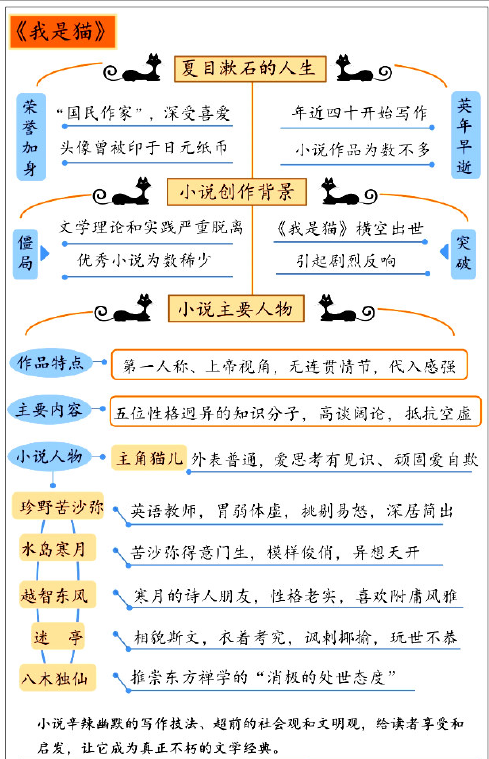 《我是猫》
夏目漱石的人生
荣誉加身
“国民作家”，深受喜爱
头像曾被印于日元纸币
年近四十开始写作
小说作品为数不多
英年早逝
小说创作背景
僵局
文学理论和实践严重脱离
优秀小说为数稀少
《我是猫》横空出世
引起剧烈反响
突破
小说主要人物
作品特点
第一人称、上帝视角，无连贯情节，代入感强
主要内容
五位性格迥异的知识分子，高谈阔论，抵抗空虚
小说人物
主角猫儿
外表普通，爱思考有见识、顽固爱自欺
珍野苦沙弥
英语教师，胃弱体虚，挑剔易怒，深居简出
水岛寒月
苦沙弥得意门生，模样俊俏，异想天开
越智东风
寒月的诗人朋友，性格老实，喜欢附庸风雅
迷 亭
相貌斯文，衣着考究，讽刺揶揄，玩世不恭
八木独仙
推崇东方禅学的“消极的处世态度”
小说辛辣幽默的写作技法、超前的社会观和文明观，给读者享受和
启发，让它成为真正不朽的文学经典。